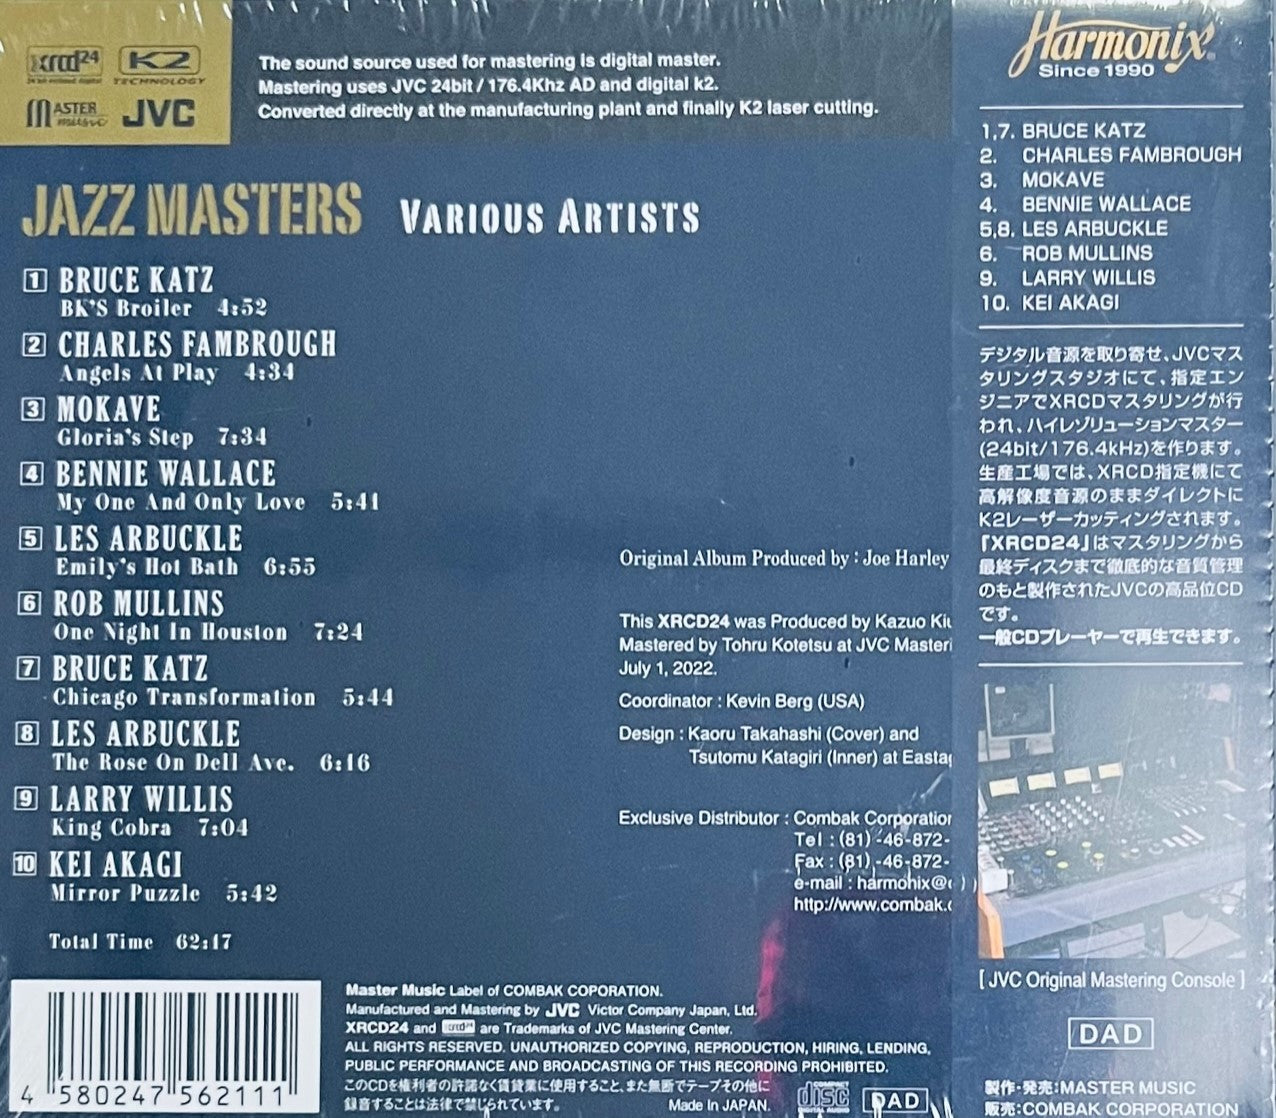 xrcd24
K2
TECHNOLOGY
MASTER
music
JVC
The sound source used for mastering is digital master.
Mastering uses JVC 24bit / 176.4Khz AD and digital k2.
Converted directly at the manufacturing plant and finally K2 laser cutting.
JAZZ MASTERS VARIOUS ARTISTS
1 BRUCE KATZ
BK'S Broiler 4:52
2 CHARLES FAMBROUGH
Angels At Play 4:34
3 MOKAVE
Gloria's Step 7:34
4 BENNIE WALLACE
My One And Only Love 5:41
5 LES ARBUCKLE
Emily's Hot Bath 6:55
6 ROB MULLINS
One Night In Houston 7:24
7 BRUCE KATZ
Chicago Transformation 5:44
8 LES ARBUCKLE
The Rose On Dell Ave. 6:16
9 LARRY WILLIS
King Cobra 7:04
10 KEI AKAGI
Mirror Puzzle 5:42
Total Time 62:17
Original Album Produced by : Joe Harley
This XRCD24 was Produced by Kazuo Kiu
Mastered by Tohru Kotetsu at JVC Masteri
July 1, 2022.
Coordinator : Kevin Berg (USA)
Design : Kaoru Takahashi (Cover) and
Tsutomu Katagiri (Inner) at Eastag
Exclusive Distributor : Combak Corporation
Tel : (81) -46-872-
Fax : (81) -46-872-
e-mail : harmonix@
http://www.combak.c
4 580247 562111
Master Music Label of COMBAK COPORATION.
Manufactured and Mastering by JVC Victor Company Japan, Ltd.
XRCD24 and xrcd24 are Trademarks of JVC Mastering Center.
ALL RIGHTS RESERVED. UNAUTHORIZED COPYING, REPRODUCTION, HIRING, LENDING,
PUBLIC PERFORMANCE AND BROADCASTING OF THIS RECORDING PROHIBITED.
このCDを権利者の許諾なく賃貸業に使用すること、また無断でテープその他に
録音することは法律で禁じられています。 Made In JAPAN.
COMPACT
disc
DIGITAL AUDIO
DAD
Harmonix
Since 1990
1,7. BRUCE KATZ
2. CHARLES FAMBROUGH
3. MOKAVE
4. BENNIE WALLACE
5,8. LES ARBUCKLE
6. ROB MULLINS
9. LARRY WILLIS
10. KEI AKAGI
デジタル音源を取り寄せ、JVCマス
タリングスタジオにて、指定エン
ジニアでXRCDマスタリングが行
われ、ハイレゾリューションマスター
(24bit/176.4kHz)を作ります。
生産工場では、XRCD指定機にて
高解像度音源のままダイレクトに
K2レーザーカッティングされます。
「XRCD24」はマスタリングから
最終ディスクまで徹底的な音質管理
のもと製作されたJVCの高品位CD
です。
一般CDプレーヤーで再生できます。
[ JVC Original Mastering Console ]
DAD
製作・発売:MASTER MUSIC
販売:COMBAK CORPORATION